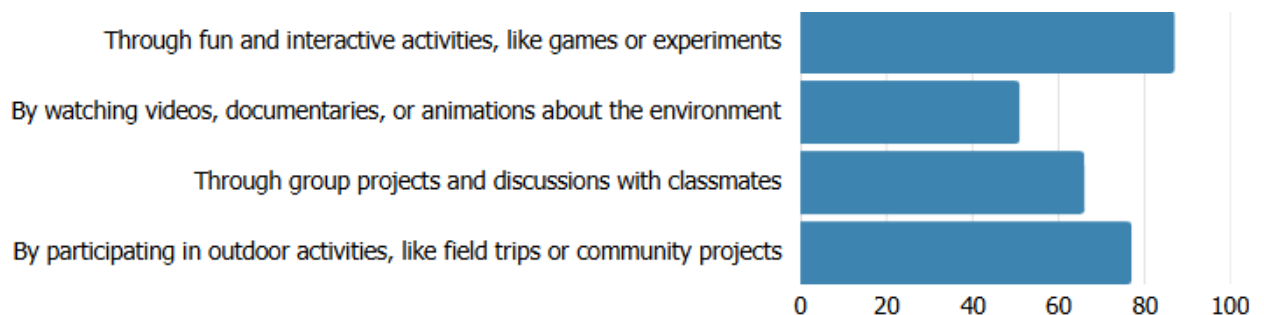 Through fun and interactive activities, like games or experiments
By watching videos, documentaries, or animations about the environment
Through group projects and discussions with classmates
By participating in outdoor activities, like field trips or community projects
0 20 40 60 80 100